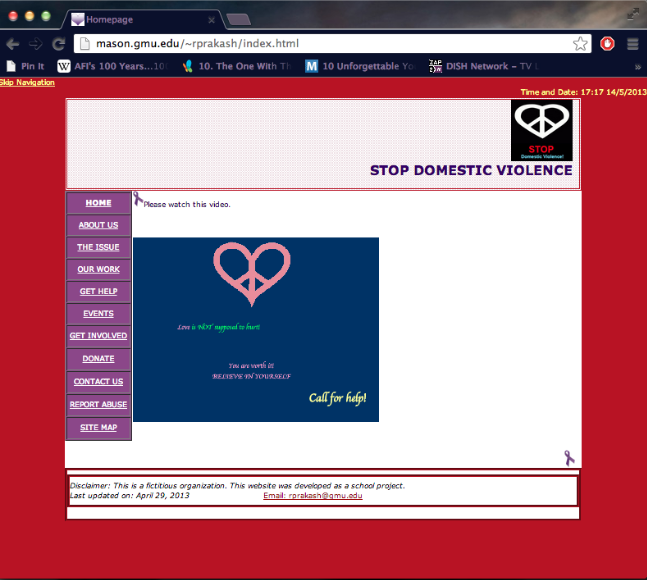 Homepage
mason.gmu.edu/~rprakash/index.html
Pin It
AFI's 100 Years...10
10. The One With Th
10 Unforgettable Yo
DISH Network – TV L
Skip Navigation
Time and Date: 17:17 14/5/2013
STOP
Domestic Violence!
STOP DOMESTIC VIOLENCE
HOME
ABOUT US
THE ISSUE
OUR WORK
GET HELP
EVENTS
GET INVOLVED
DONATE
CONTACT US
REPORT ABUSE
SITE MAP
Please watch this video.
Love is NOT supposed to hurt!
You are worth it!
BELIEVE IN YOURSELF
Call for help!
Disclaimer: This is a fictitious organization. This website was developed as a school project.
Last updated on: April 29, 2013 Email: rprakash@gmu.edu